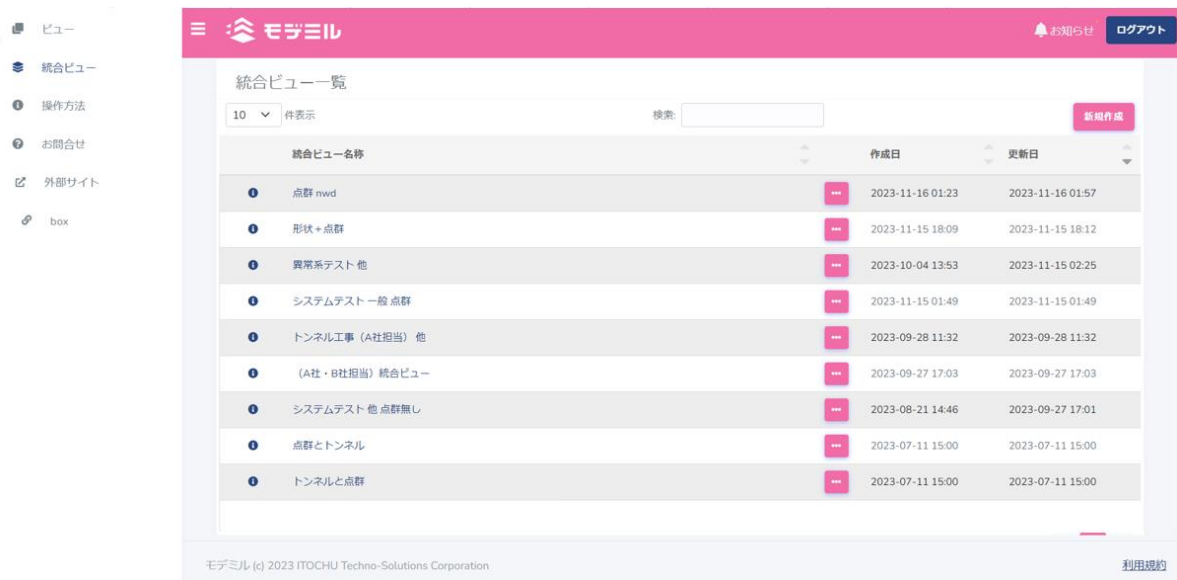 ビュー
統合ビュー
操作方法
お問合せ
外部サイト
box
モデミル
お知らせ
ログアウト
統合ビュー一覧
10 件表示
検索:
新規作成
統合ビュー名称 作成日 更新日
点群 nwd 2023-11-16 01:23 2023-11-16 01:57
形状+点群 2023-11-15 18:09 2023-11-15 18:12
異常系テスト 他 2023-10-04 13:53 2023-11-15 02:25
システムテスト 一般 点群 2023-11-15 01:49 2023-11-15 01:49
トンネル工事(A社担当) 他 2023-09-28 11:32 2023-09-28 11:32
(A社・B社担当)統合ビュー 2023-09-27 17:03 2023-09-27 17:03
システムテスト 他 点群無し 2023-08-21 14:46 2023-09-27 17:01
点群とトンネル 2023-07-11 15:00 2023-07-11 15:00
トンネルと点群 2023-07-11 15:00 2023-07-11 15:00
モデミル (c) 2023 ITOCHU Techno-Solutions Corporation
利用規約